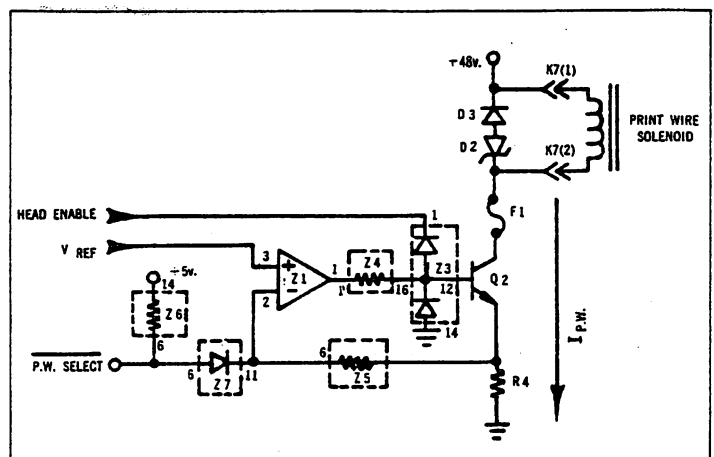 +48v.
K7(1)
D3
D2
PRINT WIRE
SOLENOID
K7(2)
F1
HEAD ENABLE
V REF
1
3
+
Z1
-
2
1
Z4
1
16
Z3
12
14
Q2
+5v.
14
Z6
6
P.W. SELECT
6
Z7
11
6
Z5
R4
I P.W.